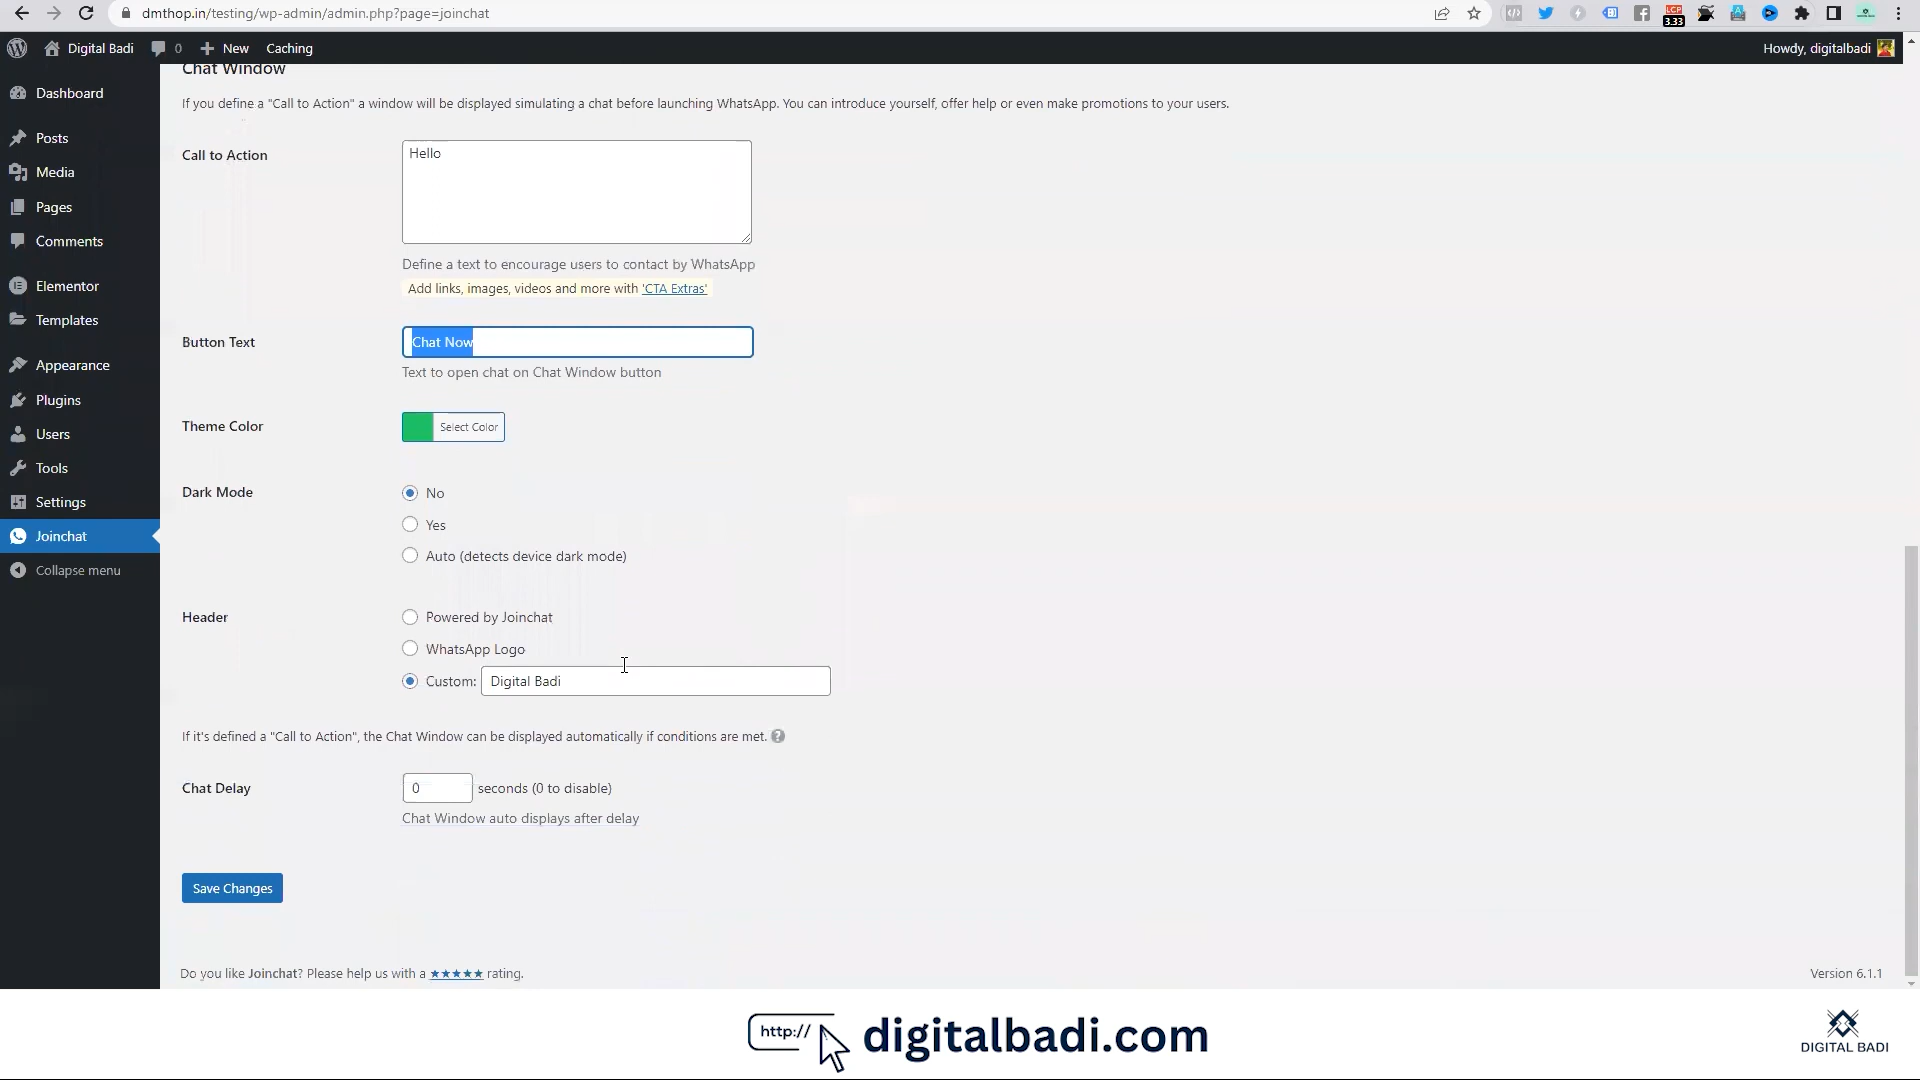 dmthop.in/testing/wp-admin/admin.php?page=joinchat
LCP
3.33
Digital Badi
0
New
Caching
Howdy, digitalbadi
Dashboard
Posts
Media
Pages
Comments
Elementor
Templates
Appearance
Plugins
Users
Tools
Settings
Joinchat
Collapse menu
Chat Window
If you define a "Call to Action" a window will be displayed simulating a chat before launching WhatsApp. You can introduce yourself, offer help or even make promotions to your users.
Call to Action
Hello
Define a text to encourage users to contact by WhatsApp
Add links, images, videos and more with 'CTA Extras'
Button Text
Chat Now
Text to open chat on Chat Window button
Theme Color
Select Color
Dark Mode
No
Yes
Auto (detects device dark mode)
Header
Powered by Joinchat
WhatsApp Logo
Custom: Digital Badi
If it's defined a "Call to Action", the Chat Window can be displayed automatically if conditions are met.
Chat Delay
0 seconds (0 to disable)
Chat Window auto displays after delay
Save Changes
Do you like Joinchat? Please help us with a ★★★★★ rating.
Version 6.1.1
http://
digitalbadi.com
DIGITAL BADI